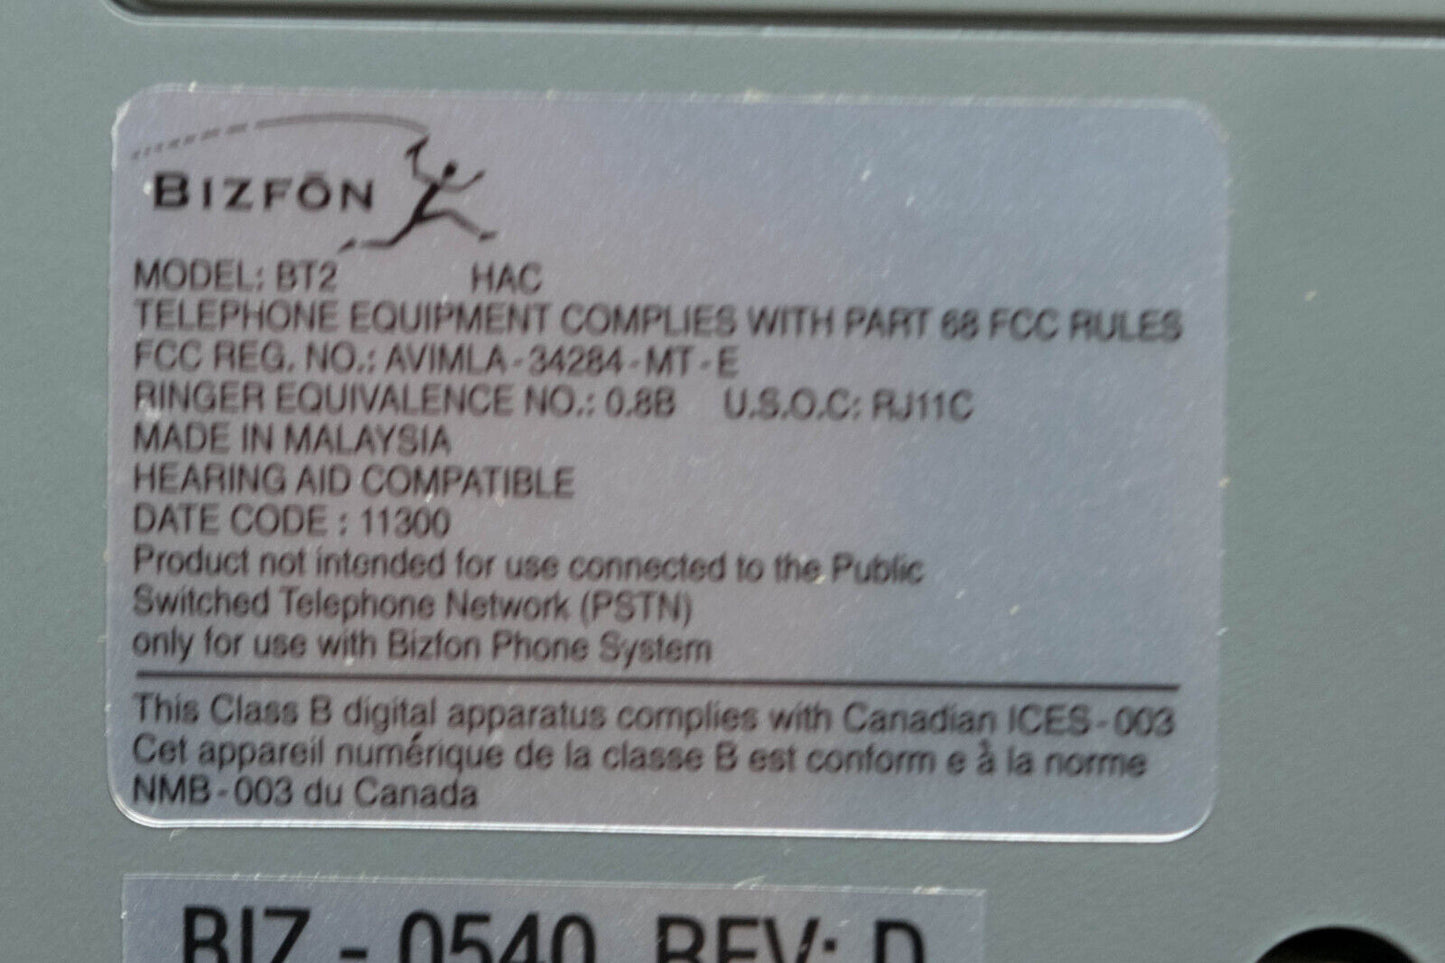 BIZFŌN
MODEL: BT2 HAC
TELEPHONE EQUIPMENT COMPLIES WITH PART 68 FCC RULES
FCC REG. NO.: AVIMLA-34284-MT-E
RINGER EQUIVALENCE NO.: 0.8B U.S.O.C: RJ11C
MADE IN MALAYSIA
HEARING AID COMPATIBLE
DATE CODE : 11300
Product not intended for use connected to the Public
Switched Telephone Network (PSTN)
only for use with Bizfon Phone System
This Class B digital apparatus complies with Canadian ICES-003
Cet appareil numérique de la classe B est conform e à la norme
NMB-003 du Canada
BIZ - 0540 REV: D